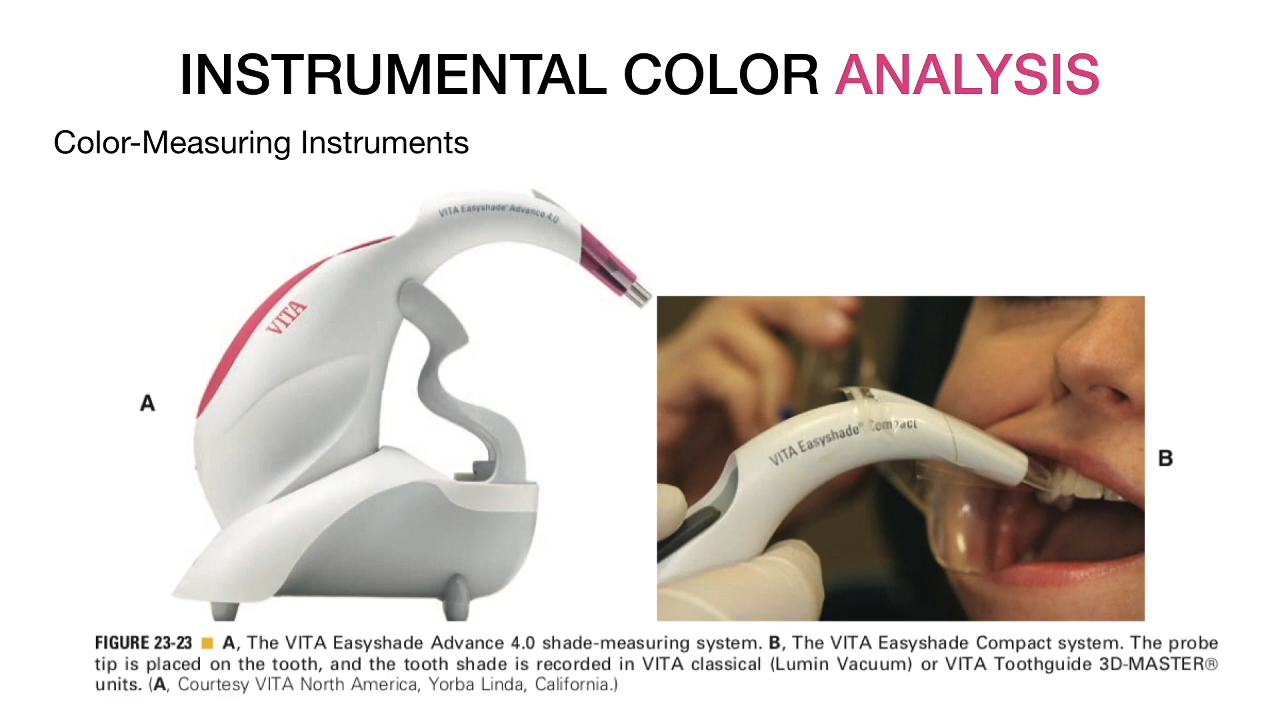 INSTRUMENTAL COLOR ANALYSIS
Color-Measuring Instruments
VITA Easyshade® Advance 4.0
VITA
A
VITA Easyshade® Compact
B
FIGURE 23-23 ■ A, The VITA Easyshade Advance 4.0 shade-measuring system. B, The VITA Easyshade Compact system. The probe
tip is placed on the tooth, and the tooth shade is recorded in VITA classical (Lumin Vacuum) or VITA Toothguide 3D-MASTER®
units. (A, Courtesy VITA North America, Yorba Linda, California.)